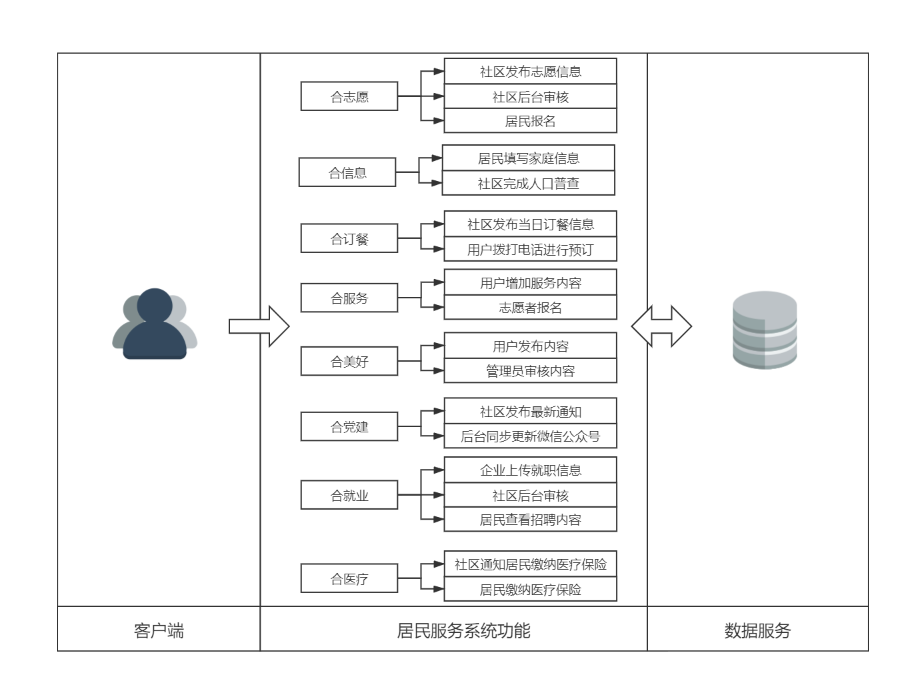 合志愿
社区发布志愿信息
社区后台审核
居民报名
合信息
居民填写家庭信息
社区完成人口普查
合订餐
社区发布当日订餐信息
用户拨打电话进行预订
合服务
用户增加服务内容
志愿者报名
合美好
用户发布内容
管理员审核内容
合党建
社区发布最新通知
后台同步更新微信公众号
合就业
企业上传就职信息
社区后台审核
居民查看招聘内容
合医疗
社区通知居民缴纳医疗保险
居民缴纳医疗保险
客户端
居民服务系统功能
数据服务